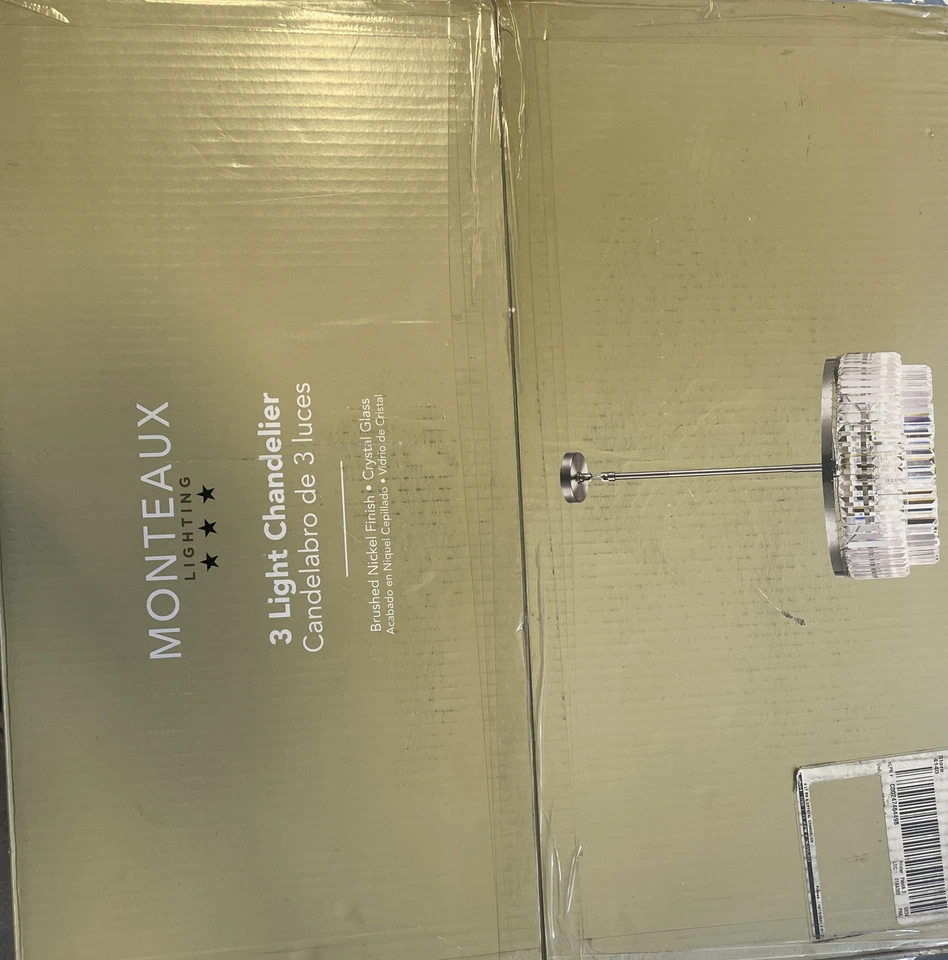 MONTEAUX
LIGHTING
3 Light Chandelier
Candelabro de 3 luces
Brushed Nickel Finish • Crystal Glass
Acabado en Níquel Cepillado • Vidrio de Cristal